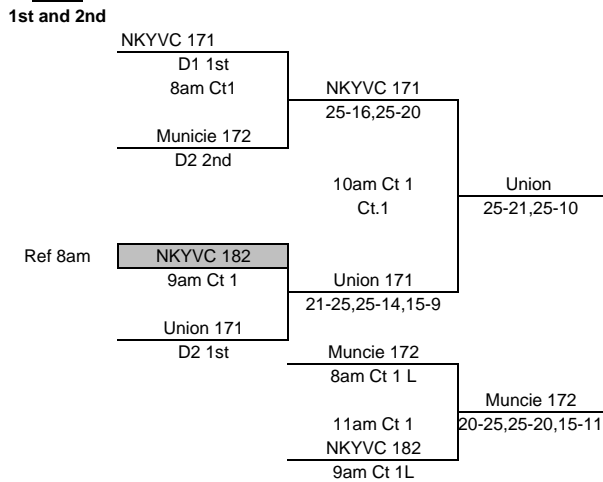 1st and 2nd
NKYVC 171
D1 1st
8am Ct1
NKYVC 171
25-16,25-20
Municie 172
D2 2nd
10am Ct 1
Ct.1
Union
25-21,25-10
Ref 8am
NKYVC 182
9am Ct 1
Union 171
21-25,25-14,15-9
Union 171
D2 1st
Muncie 172
8am Ct 1 L
Muncie 172
11am Ct 1
20-25,25-20,15-11
NKYVC 182
9am Ct 1L